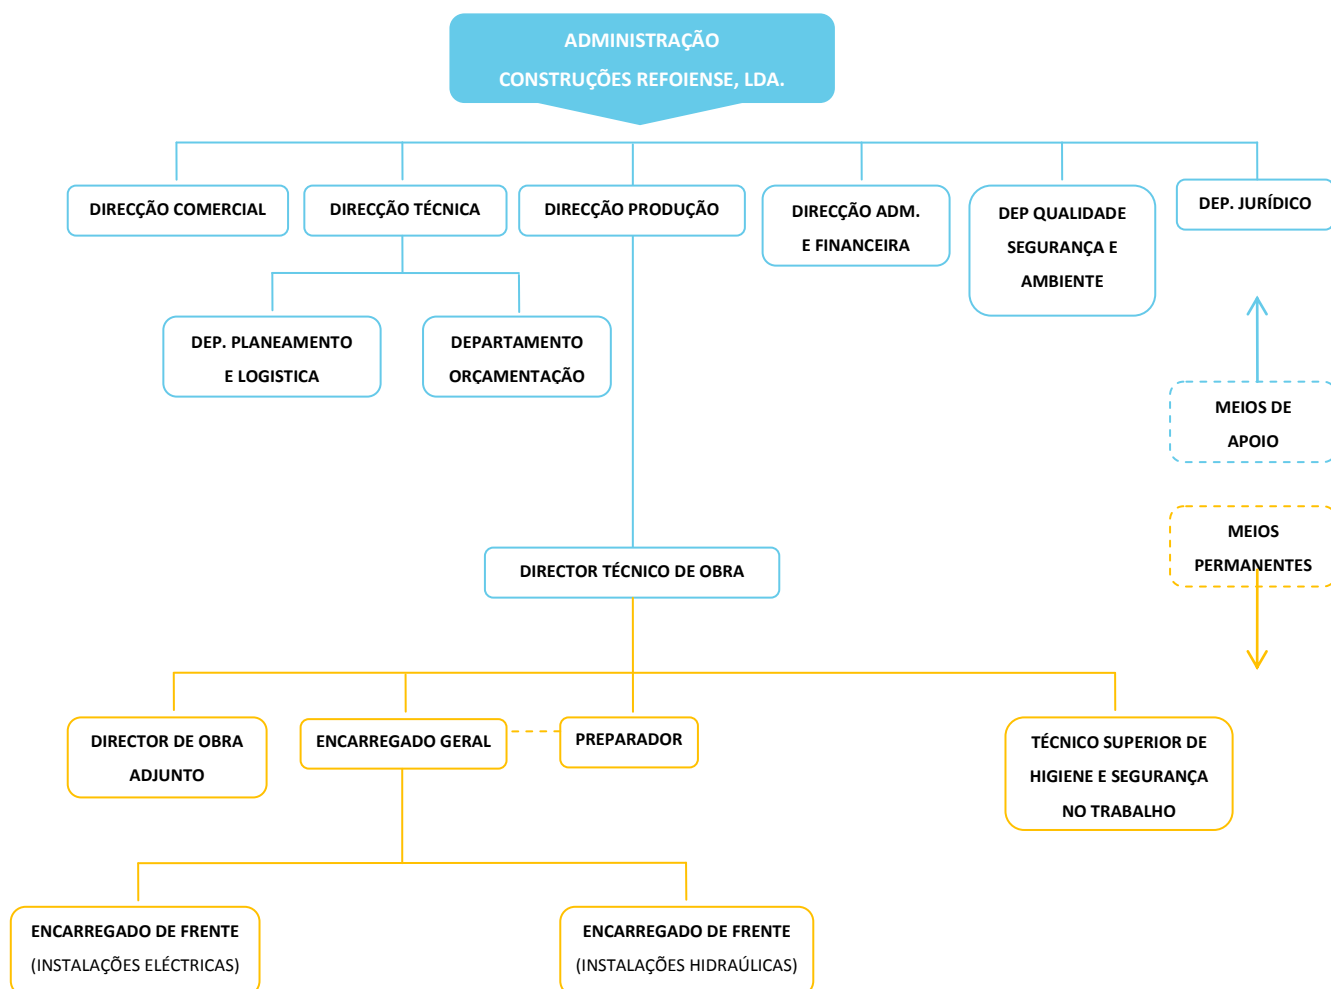 ADMINISTRAÇÃO
CONSTRUÇÕES REFOIENSE, LDA.
DIRECÇÃO COMERCIAL
DIRECÇÃO TÉCNICA
DIRECÇÃO PRODUÇÃO
DIRECÇÃO ADM.
E FINANCEIRA
DEP QUALIDADE
SEGURANÇA E
AMBIENTE
DEP. JURÍDICO
DEP. PLANEAMENTO
E LOGISTICA
DEPARTAMENTO
ORÇAMENTAÇÃO
MEIOS DE
APOIO
MEIOS
PERMANENTES
DIRECTOR TÉCNICO DE OBRA
DIRECTOR DE OBRA
ADJUNTO
ENCARREGADO GERAL
PREPARADOR
TÉCNICO SUPERIOR DE
HIGIENE E SEGURANÇA
NO TRABALHO
ENCARREGADO DE FRENTE
(INSTALAÇÕES ELÉCTRICAS)
ENCARREGADO DE FRENTE
(INSTALAÇÕES HIDRAÚLICAS)